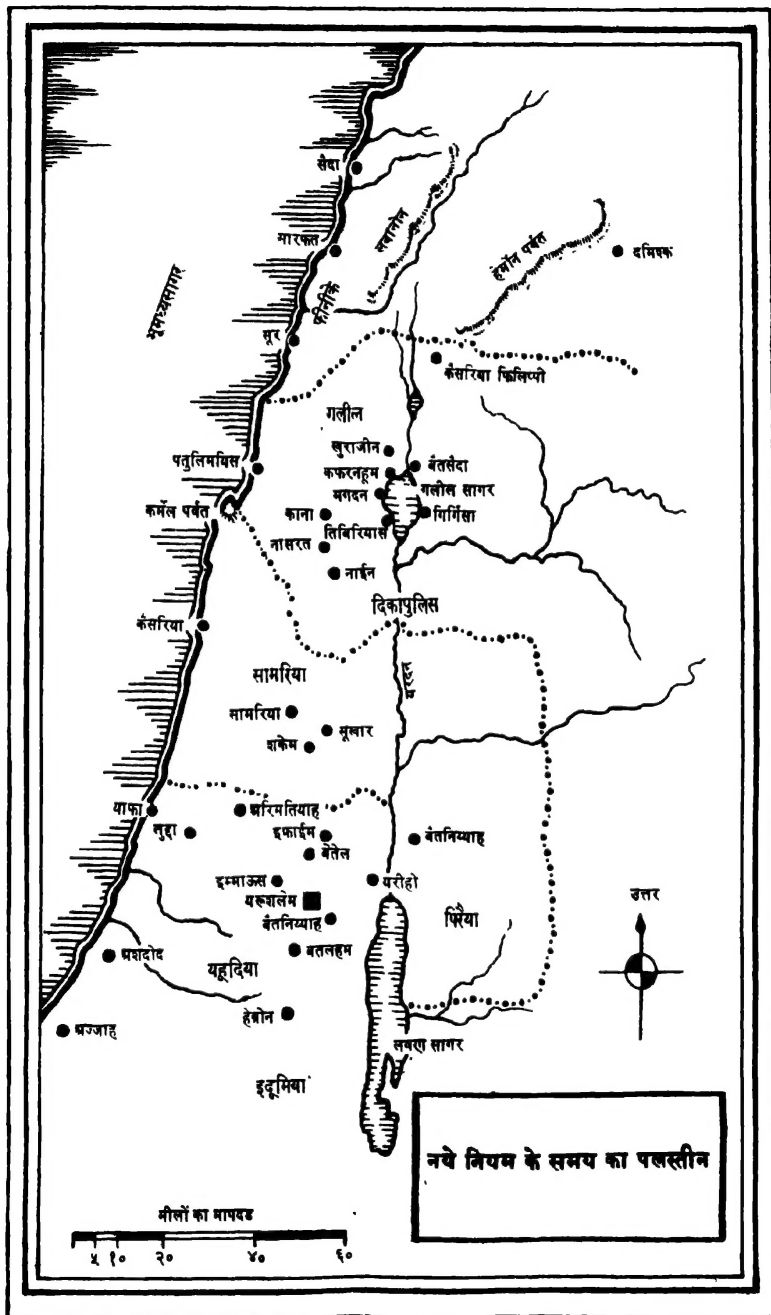 सैदा
सारफत
लबानोन
हेर्मोन पर्वत
दमिश्क
भूमध्यसागर
फीनीके
सूर
कैसरिया फिलिप्पी
गलील
खुराजीन
पतुलिमयिस
कफरनहूम
बैतसैदा
मगदन
गलील सागर
कर्मेल पर्वत
काना
तिबिरियास
गिर्गिसा
नासरत
नाईन
दिकापुलिस
कैसरिया
यरदन
सामरिया
सामरिया
सूखार
शकेम
याफा
अरिमतियाह
लुद्दा
इफ्राईम
बैतनिय्याह
बेतेल
इम्माऊस
यरीहो
यरूशलेम
उत्तर
बैतनिय्याह
पिरैया
अशदोद
बैतलहम
यहूदिया
हेब्रोन
अज्जाह
लवण सागर
इदूमिया
नये नियम के समय का पलस्तीन
मीलों का मापदड
५ १० २० ४० ६०